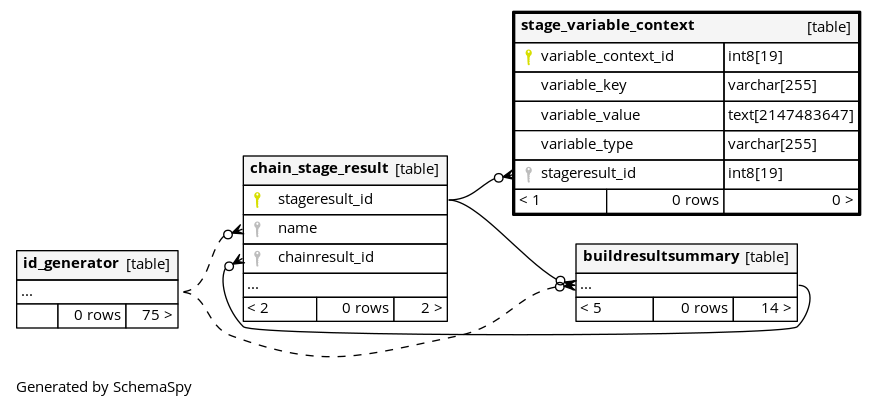 stage_variable_context [table]
variable_context_id int8[19]
variable_key varchar[255]
variable_value text[2147483647]
variable_type varchar[255]
stageresult_id int8[19]
< 1 0 rows 0 >
chain_stage_result [table]
stageresult_id
name
chainresult_id
...
< 2 0 rows 2 >
buildresultsummary [table]
...
< 5 0 rows 14 >
id_generator [table]
...
0 rows 75 >
Generated by SchemaSpy